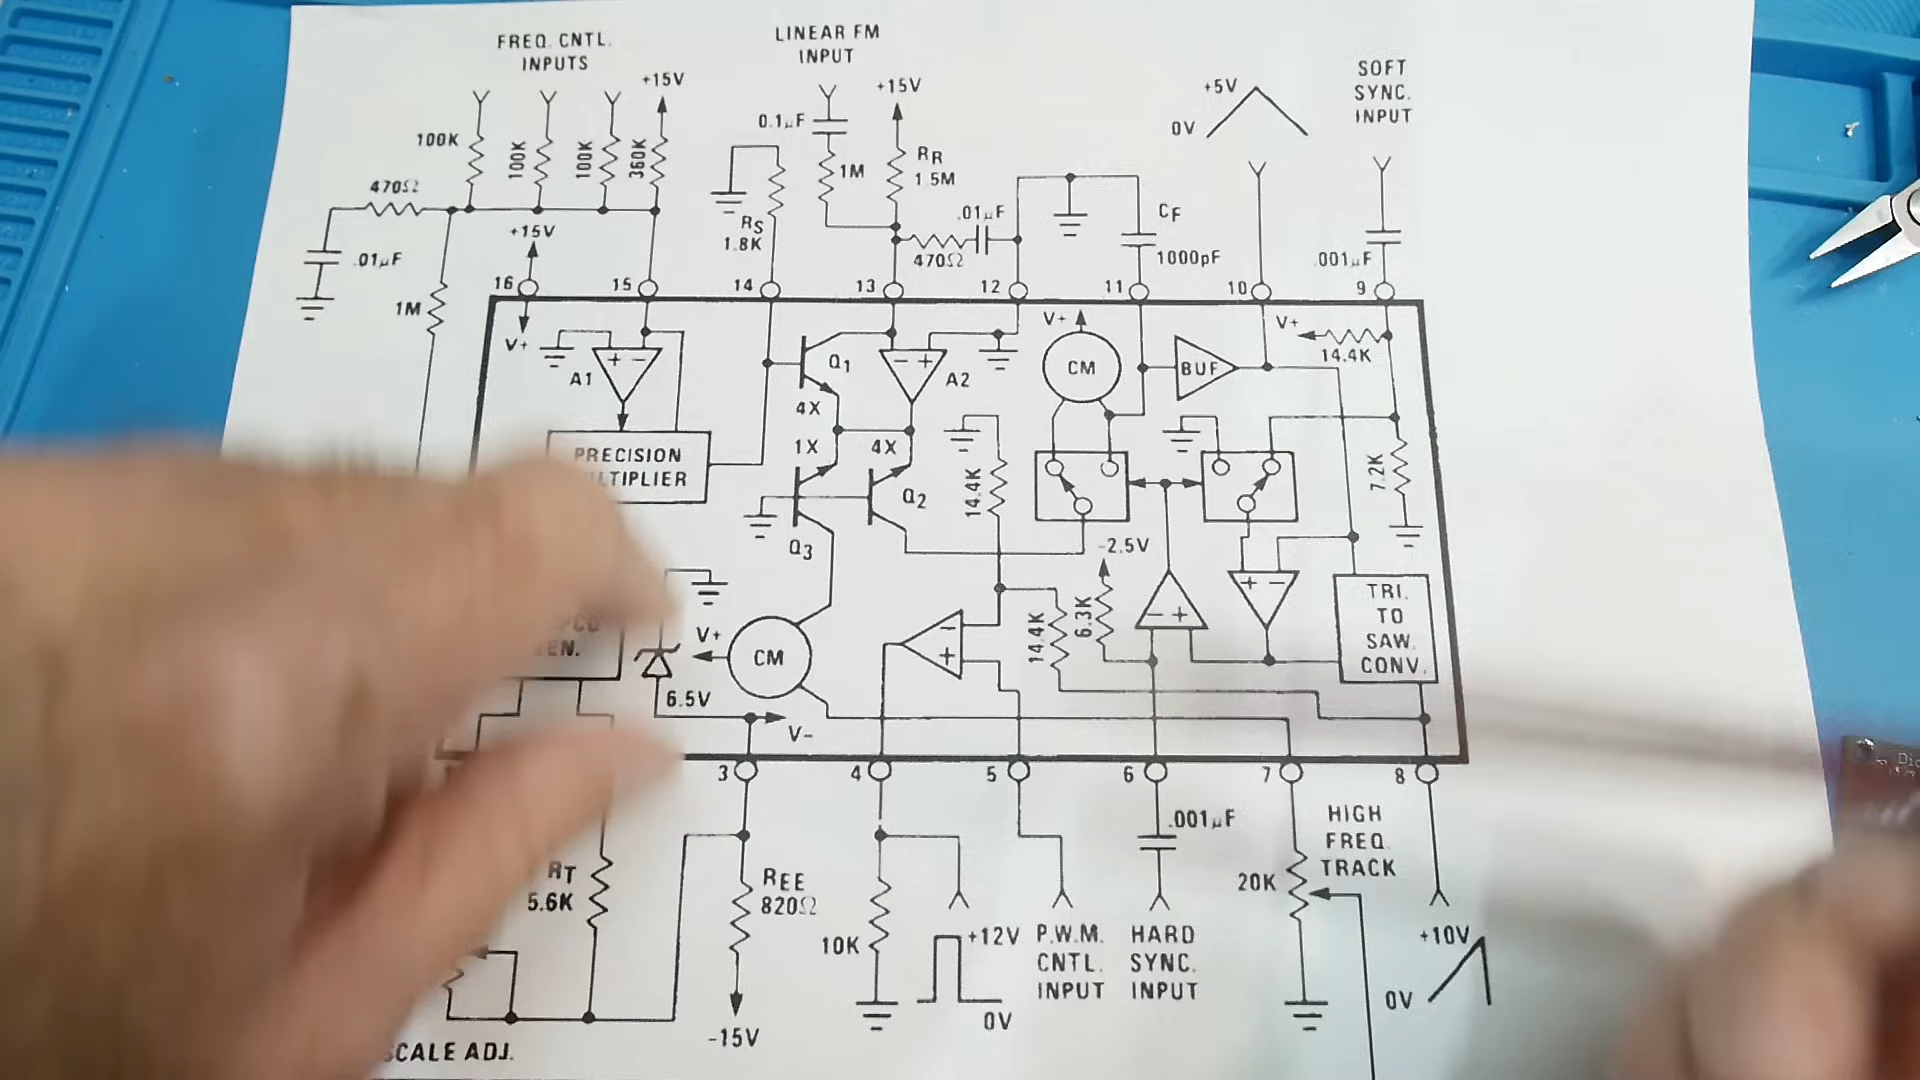 FREQ. CNTL.
INPUTS
LINEAR FM
INPUT
SOFT
SYNC.
INPUT
+15V
+15V
+5V
0V
100K
100K
100K
360K
0.1µF
1M
RR
1.5M
470Ω
.01µF
+15V
1M
RS
1.8K
.01µF
470Ω
CF
1000pF
.001µF
16
15
14
13
12
11
10
9
V+
+ −
A1
Q1
4X
− +
A2
V+
CM
BUF
V+
14.4K
PRECISION
1X
4X
Q3
Q2
14.4K
7.2K
-2.5V
6.3K
14.4K
− +
+ −
TRI.
TO
SAW.
CONV.
6.5V
V+
CM
−
+
V−
3
4
5
6
7
8
RT
5.6K
REE
820Ω
-15V
10K
+12V
0V
P.W.M.
CNTL.
INPUT
.001µF
HARD
SYNC.
INPUT
20K
HIGH
FREQ.
TRACK
+10V
0V
SCALE ADJ.